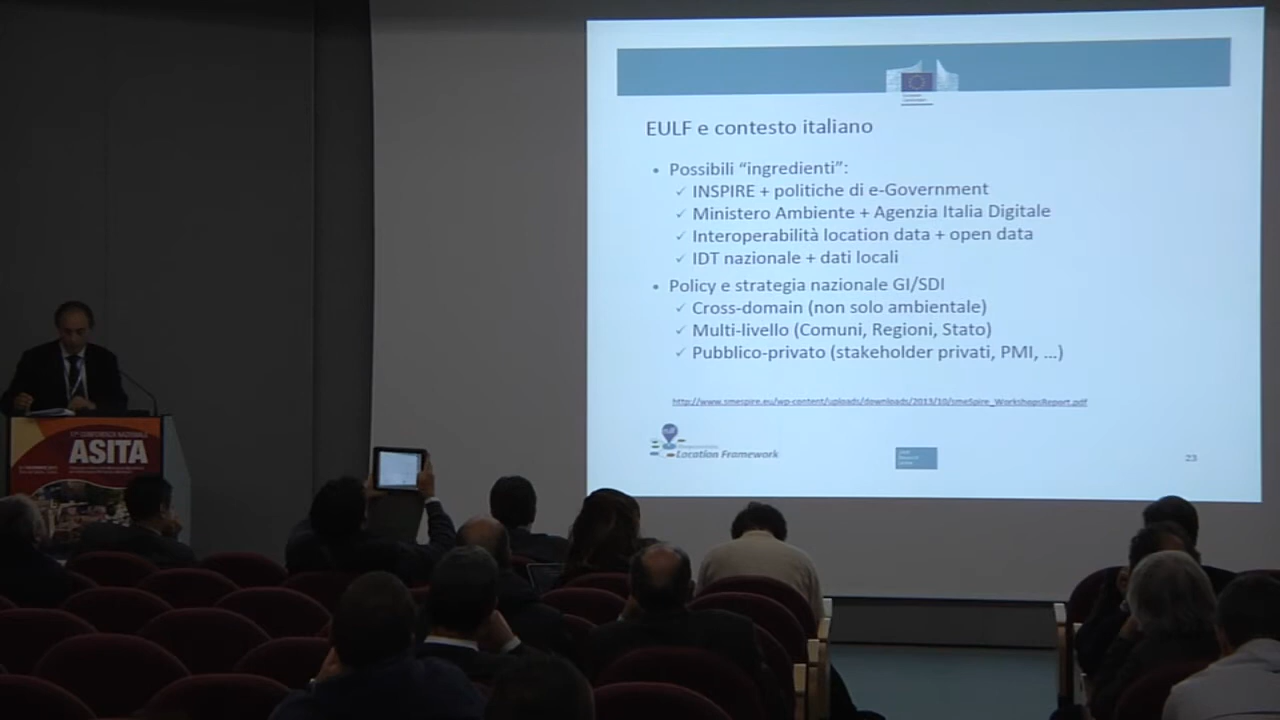 EULF e contesto italiano
• Possibili “ingredienti”:
✓ INSPIRE + politiche di e-Government
✓ Ministero Ambiente + Agenzia Italia Digitale
✓ Interoperabilità location data + open data
✓ IDT nazionale + dati locali
• Policy e strategia nazionale GI/SDI
✓ Cross-domain (non solo ambientale)
✓ Multi-livello (Comuni, Regioni, Stato)
✓ Pubblico-privato (stakeholder privati, PMI, ...)
http://www.smespire.eu/wp-content/uploads/downloads/2013/10/smeSpire_WorkshopsReport.pdf
Location Framework
23
CONFERENZA NAZIONALE
ASITA